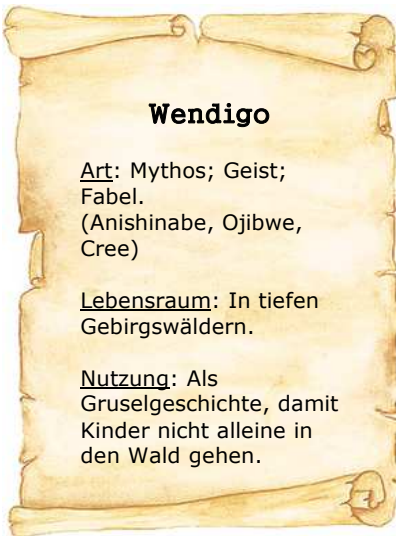 Wendigo
Art: Mythos; Geist;
Fabel.
(Anishinabe, Ojibwe,
Cree)
Lebensraum: In tiefen
Gebirgswäldern.
Nutzung: Als
Gruselgeschichte, damit
Kinder nicht alleine in
den Wald gehen.